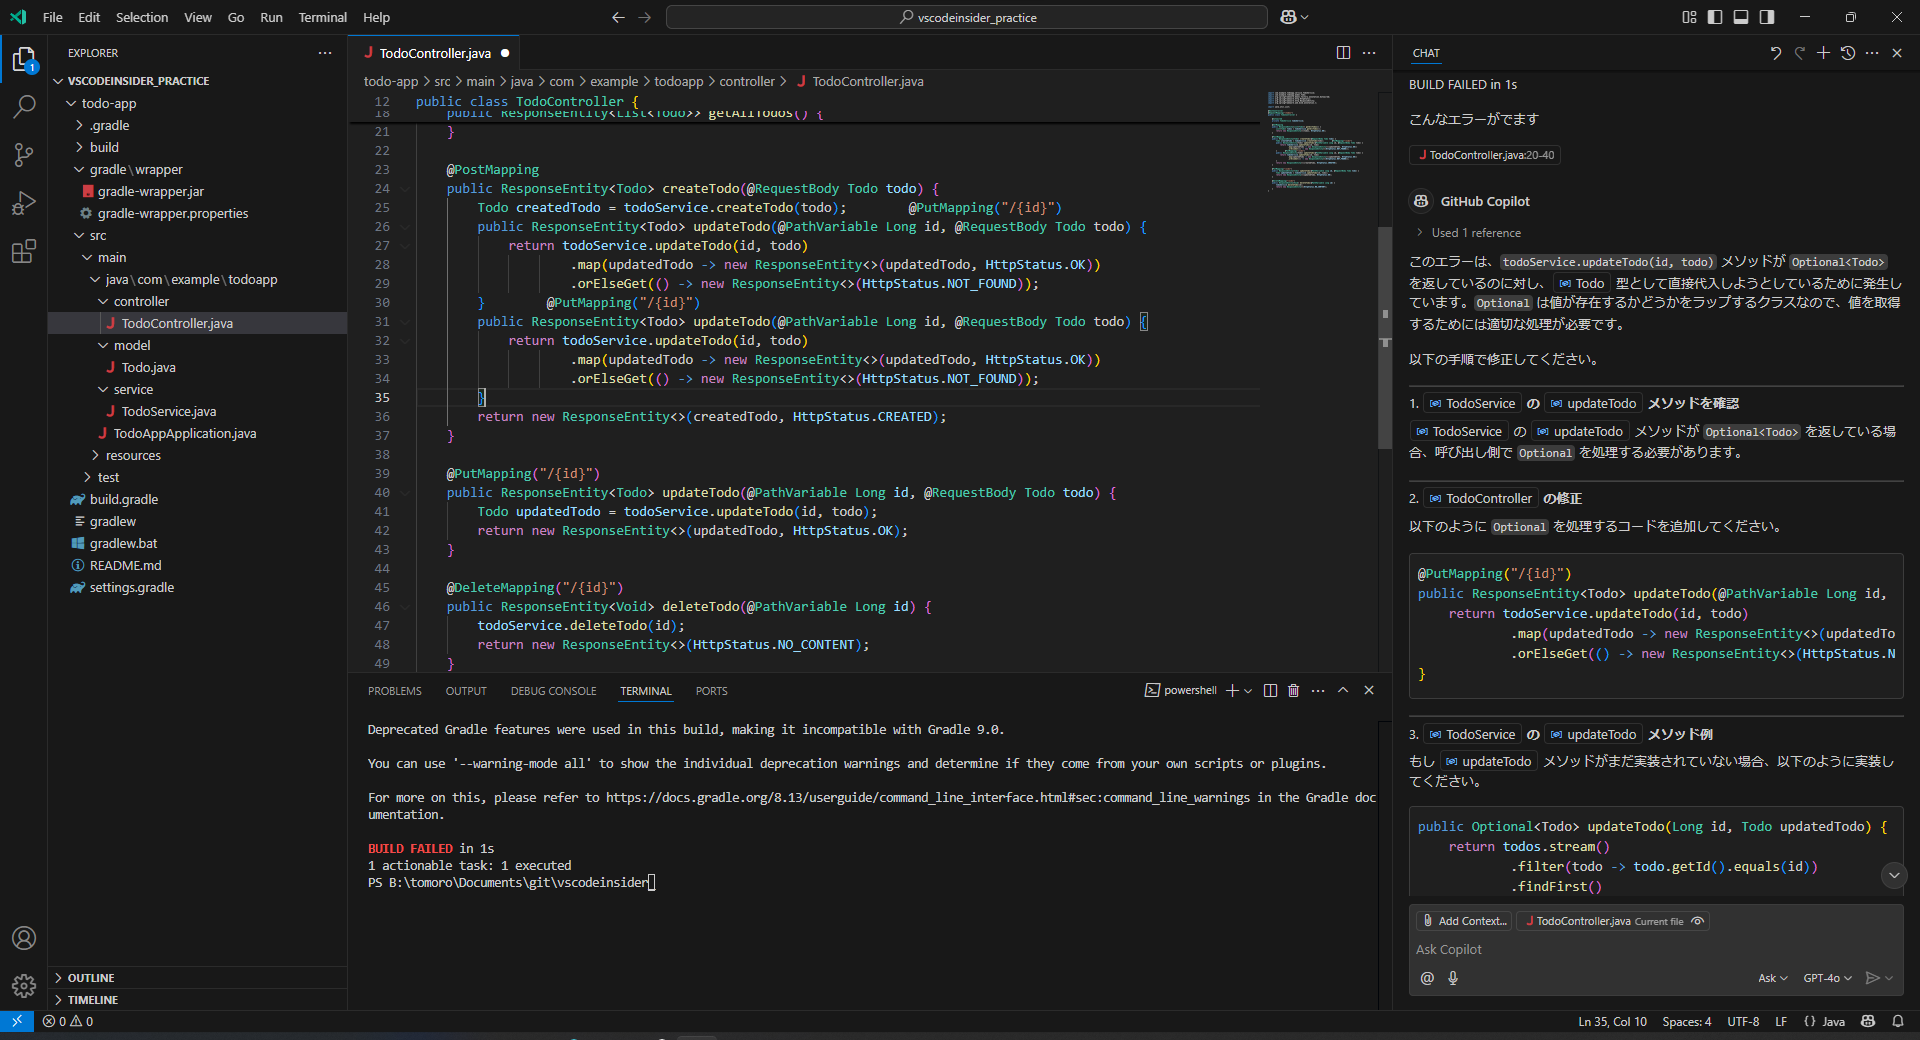 File Edit Selection View Go Run Terminal Help
vscodeinsider_practice
EXPLORER
1
VSCODEINSIDER_PRACTICE
todo-app
.gradle
build
gradle\wrapper
gradle-wrapper.jar
gradle-wrapper.properties
src
main
java\com\example\todoapp
controller
TodoController.java
model
Todo.java
service
TodoService.java
TodoAppApplication.java
resources
test
build.gradle
gradlew
gradlew.bat
README.md
settings.gradle
OUTLINE
TIMELINE
TodoController.java
todo-app > src > main > java > com > example > todoapp > controller > TodoController.java
12 public class TodoController {
18 public ResponseEntity<List<Todo>> getAllTodos() {
21 }
22
23 @PostMapping
24 public ResponseEntity<Todo> createTodo(@RequestBody Todo todo) {
25 Todo createdTodo = todoService.createTodo(todo); @PutMapping("/{id}")
26 public ResponseEntity<Todo> updateTodo(@PathVariable Long id, @RequestBody Todo todo) {
27 return todoService.updateTodo(id, todo)
28 .map(updatedTodo -> new ResponseEntity<>(updatedTodo, HttpStatus.OK))
29 .orElseGet(() -> new ResponseEntity<>(HttpStatus.NOT_FOUND));
30 } @PutMapping("/{id}")
31 public ResponseEntity<Todo> updateTodo(@PathVariable Long id, @RequestBody Todo todo) {
32 return todoService.updateTodo(id, todo)
33 .map(updatedTodo -> new ResponseEntity<>(updatedTodo, HttpStatus.OK))
34 .orElseGet(() -> new ResponseEntity<>(HttpStatus.NOT_FOUND));
35 }
36 return new ResponseEntity<>(createdTodo, HttpStatus.CREATED);
37 }
38
39 @PutMapping("/{id}")
40 public ResponseEntity<Todo> updateTodo(@PathVariable Long id, @RequestBody Todo todo) {
41 Todo updatedTodo = todoService.updateTodo(id, todo);
42 return new ResponseEntity<>(updatedTodo, HttpStatus.OK);
43 }
44
45 @DeleteMapping("/{id}")
46 public ResponseEntity<Void> deleteTodo(@PathVariable Long id) {
47 todoService.deleteTodo(id);
48 return new ResponseEntity<>(HttpStatus.NO_CONTENT);
49 }
PROBLEMS OUTPUT DEBUG CONSOLE TERMINAL PORTS
powershell
Deprecated Gradle features were used in this build, making it incompatible with Gradle 9.0.
You can use '--warning-mode all' to show the individual deprecation warnings and determine if they come from your own scripts or plugins.
For more on this, please refer to https://docs.gradle.org/8.13/userguide/command_line_interface.html#sec:command_line_warnings in the Gradle doc
umentation.
BUILD FAILED in 1s
1 actionable task: 1 executed
PS B:\tomoro\Documents\git\vscodeinsider
CHAT
BUILD FAILED in 1s
こんなエラーがでます
TodoController.java:20-40
GitHub Copilot
Used 1 reference
このエラーは、todoService.updateTodo(id, todo) メソッドが Optional<Todo>
を返しているのに対し、 Todo 型として直接代入しようとしているために発生し
ています。Optional は値が存在するかどうかをラップするクラスなので、値を取得
するためには適切な処理が必要です。
以下の手順で修正してください。
1. TodoService の updateTodo メソッドを確認
TodoService の updateTodo メソッドが Optional<Todo> を返している場
合、呼び出し側で Optional を処理する必要があります。
2. TodoController の修正
以下のように Optional を処理するコードを追加してください。
@PutMapping("/{id}")
public ResponseEntity<Todo> updateTodo(@PathVariable Long id,
return todoService.updateTodo(id, todo)
.map(updatedTodo -> new ResponseEntity<>(updatedTo
.orElseGet(() -> new ResponseEntity<>(HttpStatus.N
}
3. TodoService の updateTodo メソッド例
もし updateTodo メソッドがまだ実装されていない場合、以下のように実装し
てください。
public Optional<Todo> updateTodo(Long id, Todo updatedTodo) {
return todos.stream()
.filter(todo -> todo.getId().equals(id))
.findFirst()
Add Context... TodoController.java Current file
Ask Copilot
@ Ask GPT-4o
0 0
Ln 35, Col 10 Spaces: 4 UTF-8 LF {} Java